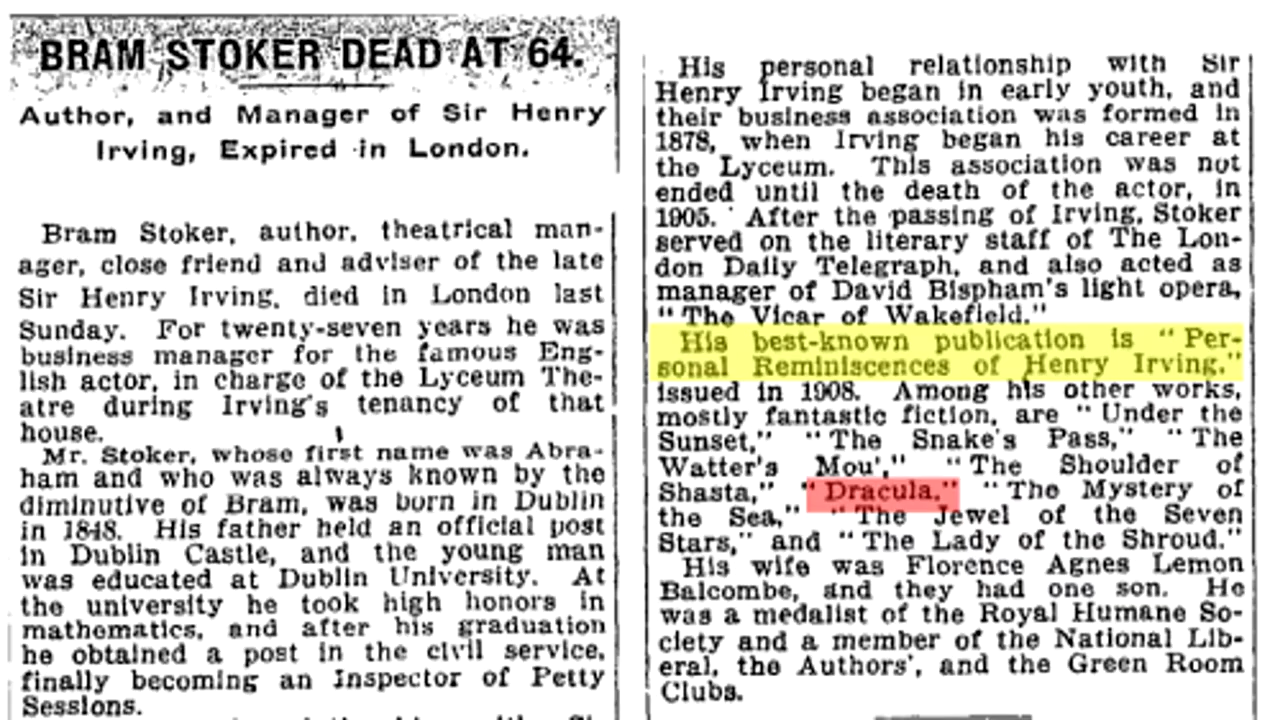 BRAM STOKER DEAD AT 64.
Author, and Manager of Sir Henry
Irving, Expired in London.
Bram Stoker, author, theatrical man-
ager, close friend and adviser of the late
Sir Henry Irving, died in London last
Sunday. For twenty-seven years he was
business manager for the famous Eng-
lish actor, in charge of the Lyceum The-
atre during Irving's tenancy of that
house.
Mr. Stoker, whose first name was Abra-
ham and who was always known by the
diminutive of Bram, was born in Dublin
in 1848. His father held an official post
in Dublin Castle, and the young man
was educated at Dublin University. At
the university he took high honors in
mathematics, and after his graduation
he obtained a post in the civil service,
finally becoming an Inspector of Petty
Sessions.
His personal relationship with Sir
Henry Irving began in early youth, and
their business association was formed in
1878, when Irving began his career at
the Lyceum. This association was not
ended until the death of the actor, in
1905. After the passing of Irving, Stoker
served on the literary staff of The Lon-
don Daily Telegraph, and also acted as
manager of David Bispham's light opera,
"The Vicar of Wakefield."
His best-known publication is "Per-
sonal Reminiscences of Henry Irving,"
issued in 1908. Among his other works,
mostly fantastic fiction, are "Under the
Sunset," "The Snake's Pass," "The
Watter's Mou'," "The Shoulder of
Shasta," "Dracula," "The Mystery of
the Sea," "The Jewel of the Seven
Stars," and "The Lady of the Shroud."
His wife was Florence Agnes Lemon
Balcombe, and they had one son. He
was a medalist of the Royal Humane So-
ciety and a member of the National Lib-
eral, the Authors', and the Green Room
Clubs.